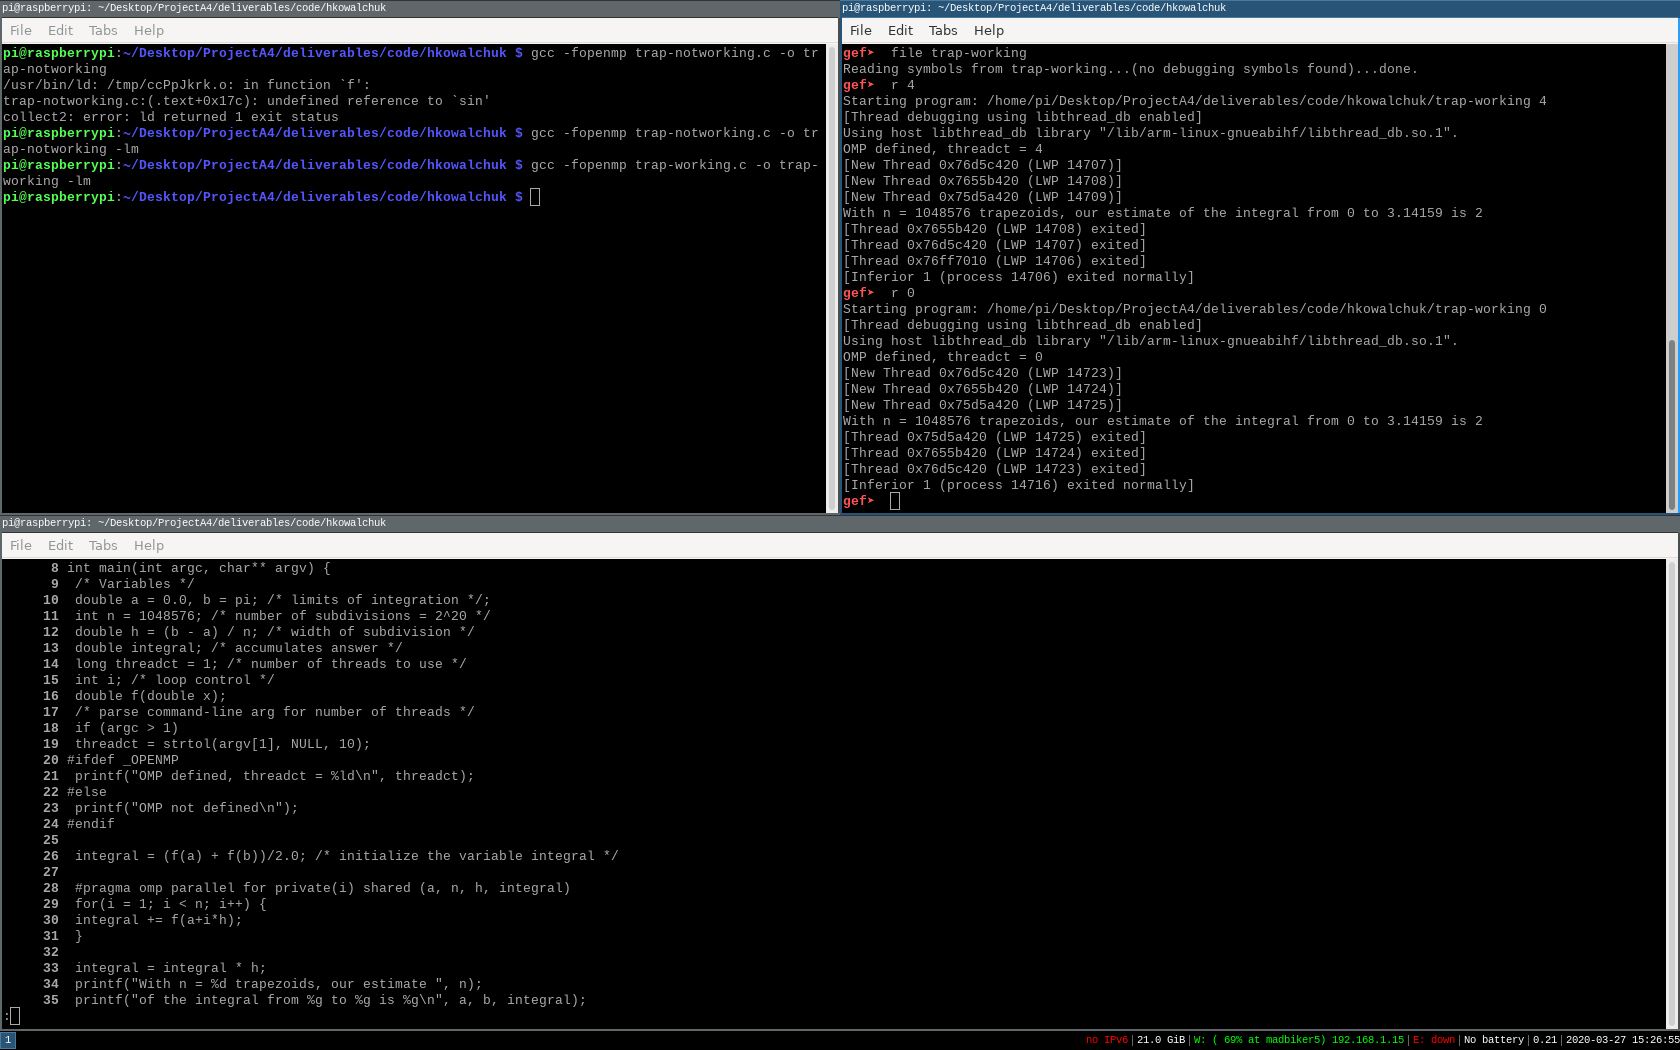 pi@raspberrypi: ~/Desktop/ProjectA4/deliverables/code/hkowalchuk
File Edit Tabs Help
pi@raspberrypi:~/Desktop/ProjectA4/deliverables/code/hkowalchuk $ gcc -fopenmp trap-notworking.c -o tr
ap-notworking
/usr/bin/ld: /tmp/ccPpJkrk.o: in function `f':
trap-notworking.c:(.text+0x17c): undefined reference to `sin'
collect2: error: ld returned 1 exit status
pi@raspberrypi:~/Desktop/ProjectA4/deliverables/code/hkowalchuk $ gcc -fopenmp trap-notworking.c -o tr
ap-notworking -lm
pi@raspberrypi:~/Desktop/ProjectA4/deliverables/code/hkowalchuk $ gcc -fopenmp trap-working.c -o trap-
working -lm
pi@raspberrypi:~/Desktop/ProjectA4/deliverables/code/hkowalchuk $
pi@raspberrypi: ~/Desktop/ProjectA4/deliverables/code/hkowalchuk
File Edit Tabs Help
gef➤  file trap-working
Reading symbols from trap-working...(no debugging symbols found)...done.
gef➤  r 4
Starting program: /home/pi/Desktop/ProjectA4/deliverables/code/hkowalchuk/trap-working 4
[Thread debugging using libthread_db enabled]
Using host libthread_db library "/lib/arm-linux-gnueabihf/libthread_db.so.1".
OMP defined, threadct = 4
[New Thread 0x76d5c420 (LWP 14707)]
[New Thread 0x7655b420 (LWP 14708)]
[New Thread 0x75d5a420 (LWP 14709)]
With n = 1048576 trapezoids, our estimate of the integral from 0 to 3.14159 is 2
[Thread 0x7655b420 (LWP 14708) exited]
[Thread 0x76d5c420 (LWP 14707) exited]
[Thread 0x76ff7010 (LWP 14706) exited]
[Inferior 1 (process 14706) exited normally]
gef➤  r 0
Starting program: /home/pi/Desktop/ProjectA4/deliverables/code/hkowalchuk/trap-working 0
[Thread debugging using libthread_db enabled]
Using host libthread_db library "/lib/arm-linux-gnueabihf/libthread_db.so.1".
OMP defined, threadct = 0
[New Thread 0x76d5c420 (LWP 14723)]
[New Thread 0x7655b420 (LWP 14724)]
[New Thread 0x75d5a420 (LWP 14725)]
With n = 1048576 trapezoids, our estimate of the integral from 0 to 3.14159 is 2
[Thread 0x75d5a420 (LWP 14725) exited]
[Thread 0x7655b420 (LWP 14724) exited]
[Thread 0x76d5c420 (LWP 14723) exited]
[Inferior 1 (process 14716) exited normally]
gef➤
pi@raspberrypi: ~/Desktop/ProjectA4/deliverables/code/hkowalchuk
File Edit Tabs Help
8 int main(int argc, char** argv) {
9  /* Variables */
10  double a = 0.0, b = pi; /* limits of integration */;
11  int n = 1048576; /* number of subdivisions = 2^20 */
12  double h = (b - a) / n; /* width of subdivision */
13  double integral; /* accumulates answer */
14  long threadct = 1; /* number of threads to use */
15  int i; /* loop control */
16  double f(double x);
17  /* parse command-line arg for number of threads */
18  if (argc > 1)
19  threadct = strtol(argv[1], NULL, 10);
20 #ifdef _OPENMP
21  printf("OMP defined, threadct = %ld\n", threadct);
22 #else
23  printf("OMP not defined\n");
24 #endif
25
26  integral = (f(a) + f(b))/2.0; /* initialize the variable integral */
27
28  #pragma omp parallel for private(i) shared (a, n, h, integral)
29  for(i = 1; i < n; i++) {
30  integral += f(a+i*h);
31  }
32
33  integral = integral * h;
34  printf("With n = %d trapezoids, our estimate ", n);
35  printf("of the integral from %g to %g is %g\n", a, b, integral);
:
1 no IPv6|21.0 GiB|W: ( 69% at madbiker5) 192.168.1.15|E: down|No battery|0.21|2020-03-27 15:26:55